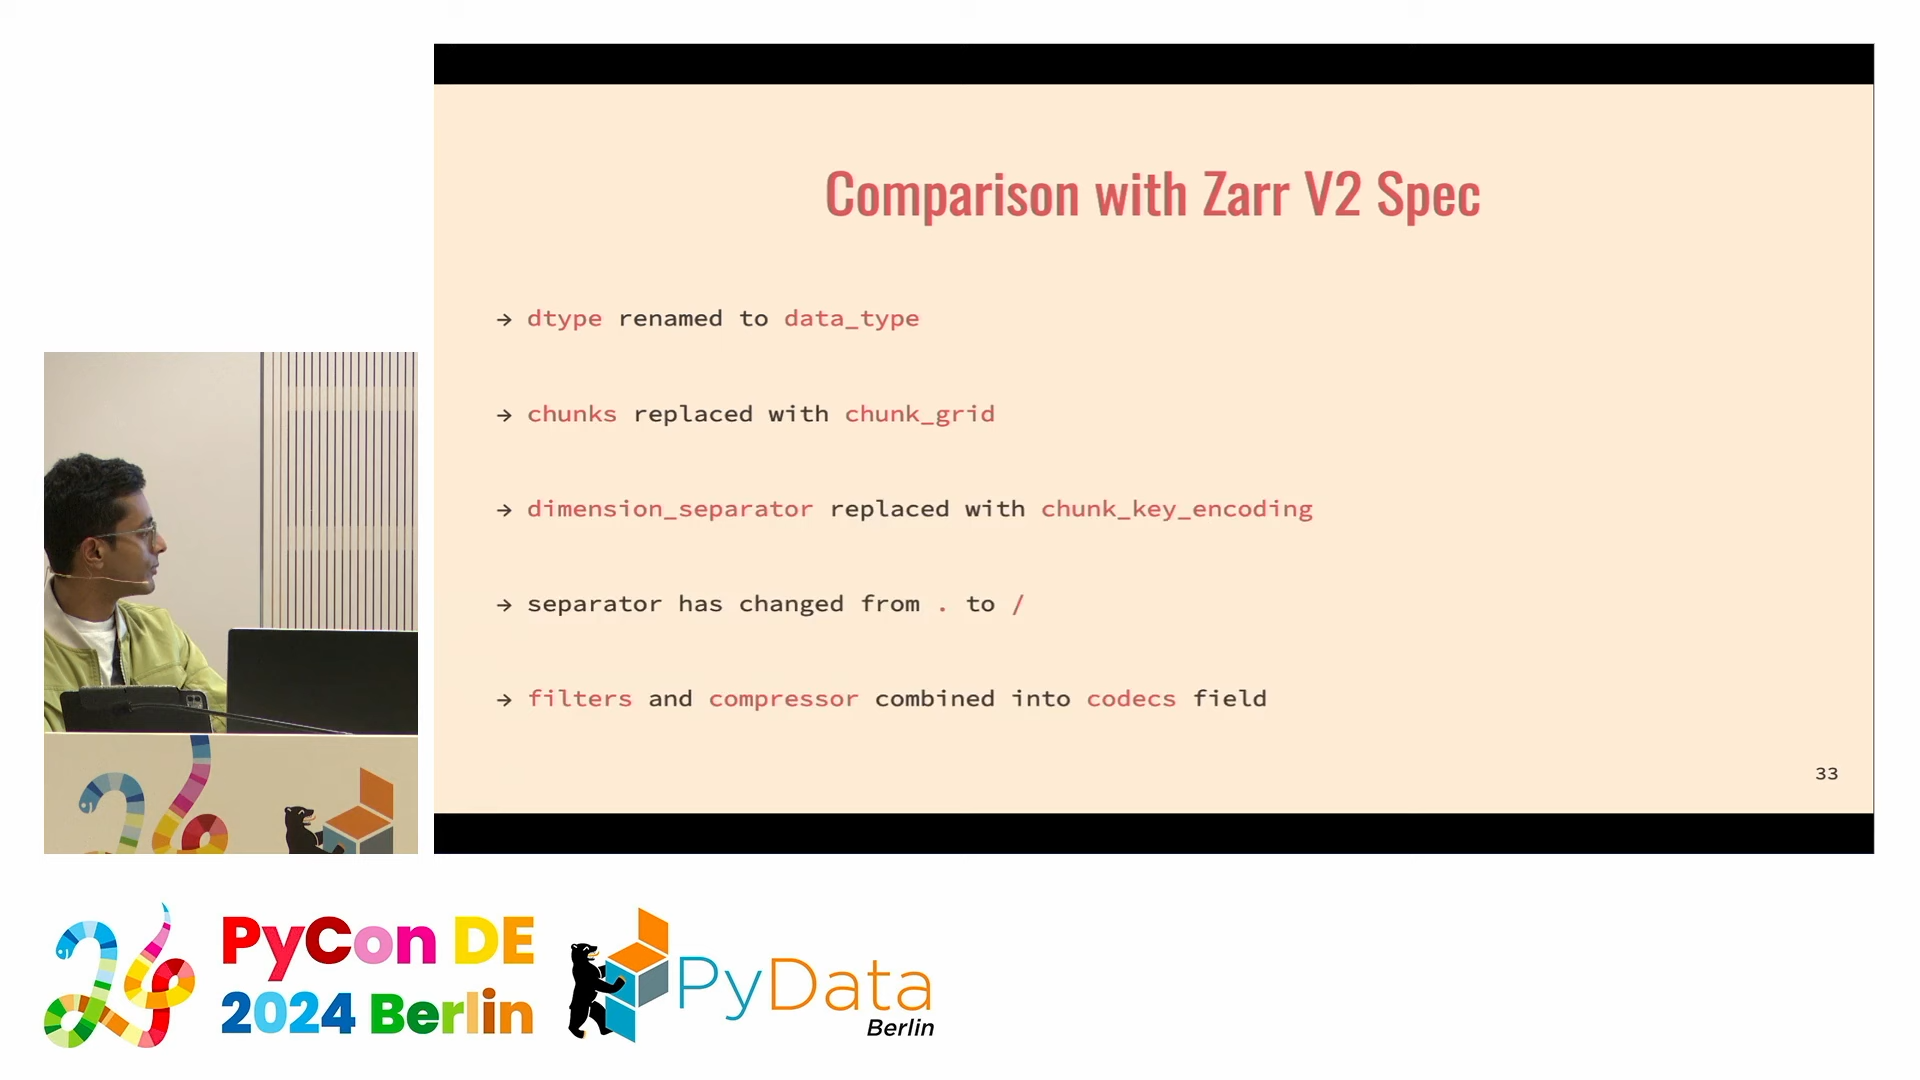 Comparison with Zarr V2 Spec
→ dtype renamed to data_type
→ chunks replaced with chunk_grid
→ dimension_separator replaced with chunk_key_encoding
→ separator has changed from . to /
→ filters and compressor combined into codecs field
33
PyCon DE
2024 Berlin
PyData
Berlin